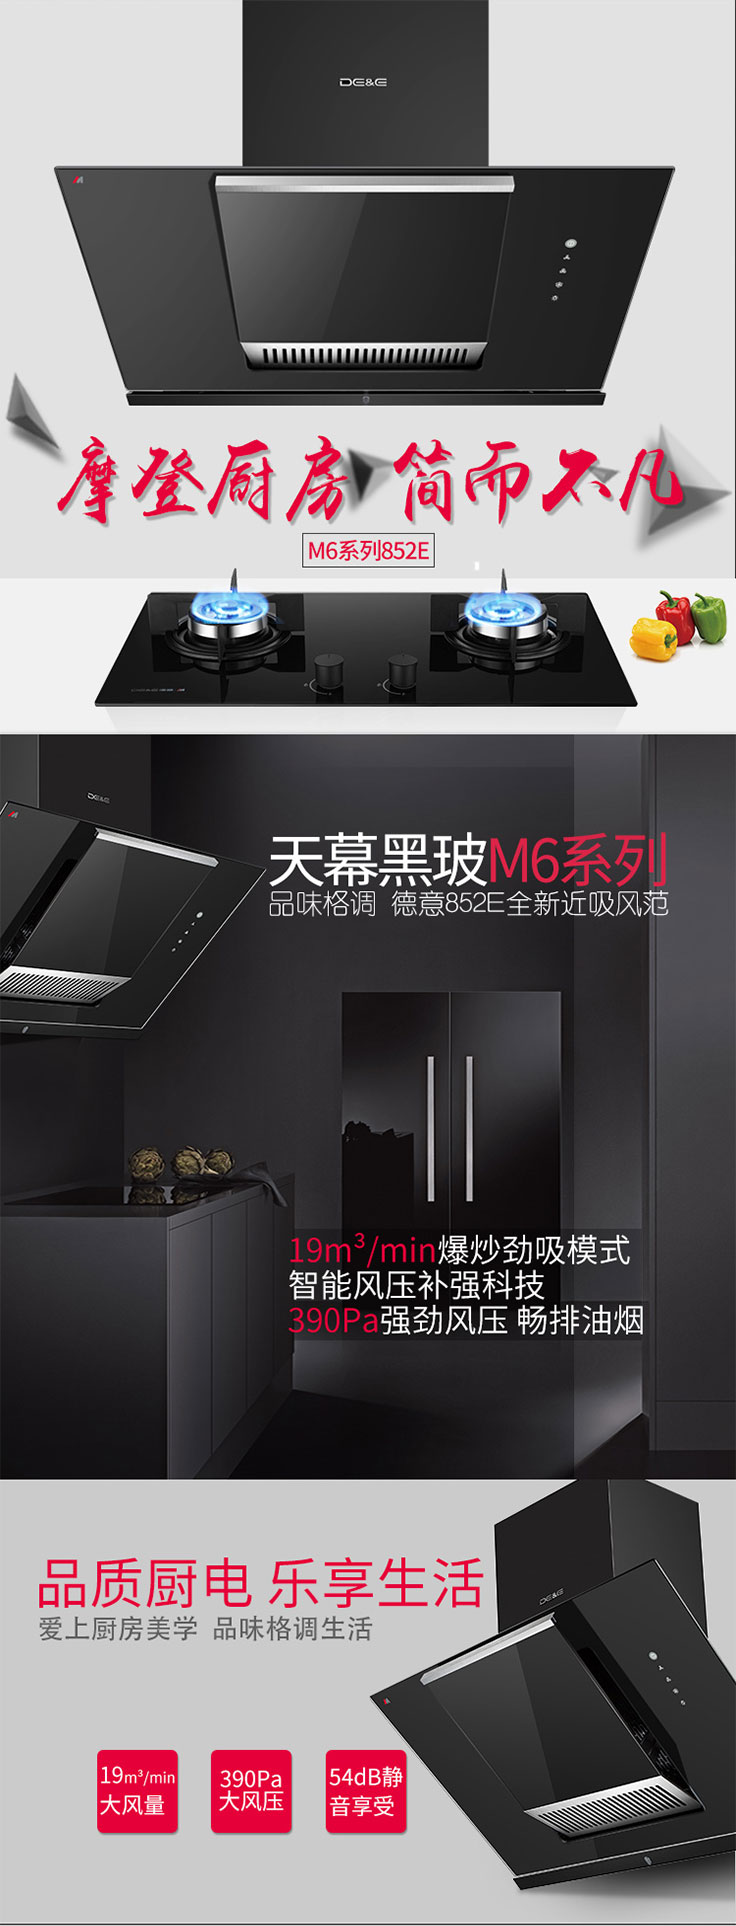 DE&E
摩登厨房 简而不凡
M6系列852E
DE&E
DE&E
天幕黑玻M6系列
品味格调 德意852E全新近吸风范
19m³/min爆炒劲吸模式
智能风压补强科技
390Pa强劲风压 畅排油烟
品质厨电 乐享生活
爱上厨房美学 品味格调生活
DE&E
19m³/min
大风量
390Pa
大风压
54dB静
音享受